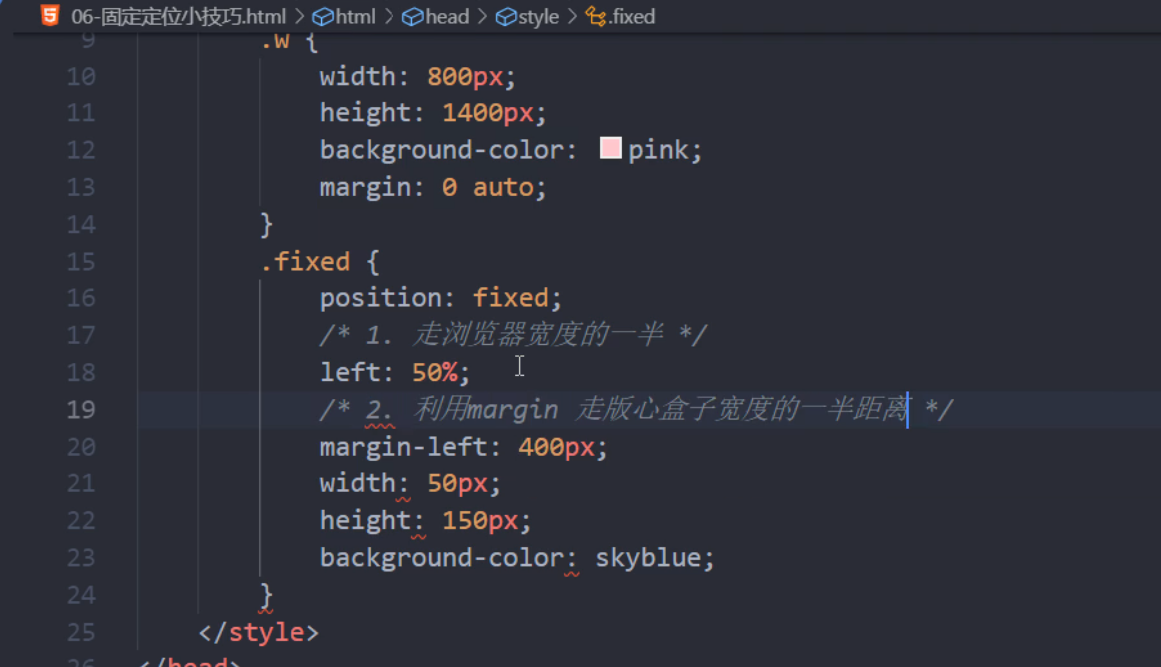 06-固定定位小技巧.html > html > head > style > .fixed
9 .w {
10 width: 800px;
11 height: 1400px;
12 background-color: pink;
13 margin: 0 auto;
14 }
15 .fixed {
16 position: fixed;
17 /* 1. 走浏览器宽度的一半 */
18 left: 50%;
19 /* 2. 利用margin 走版心盒子宽度的一半距离 */
20 margin-left: 400px;
21 width: 50px;
22 height: 150px;
23 background-color: skyblue;
24 }
25 </style>
26 </head>